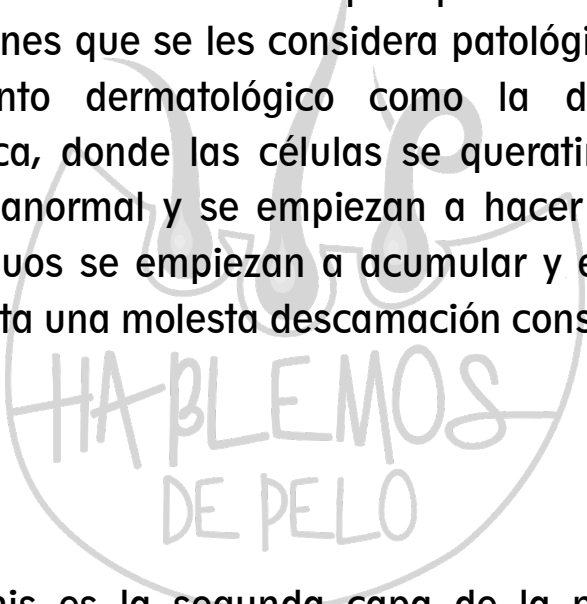 nes que se les considera patológi
nto dermatológico como la d
ca, donde las células se querati
anormal y se empiezan a hacer
uos se empiezan a acumular y e
ta una molesta descamación cons
HABLEMOS
DE PELO
is es la segunda capa de la